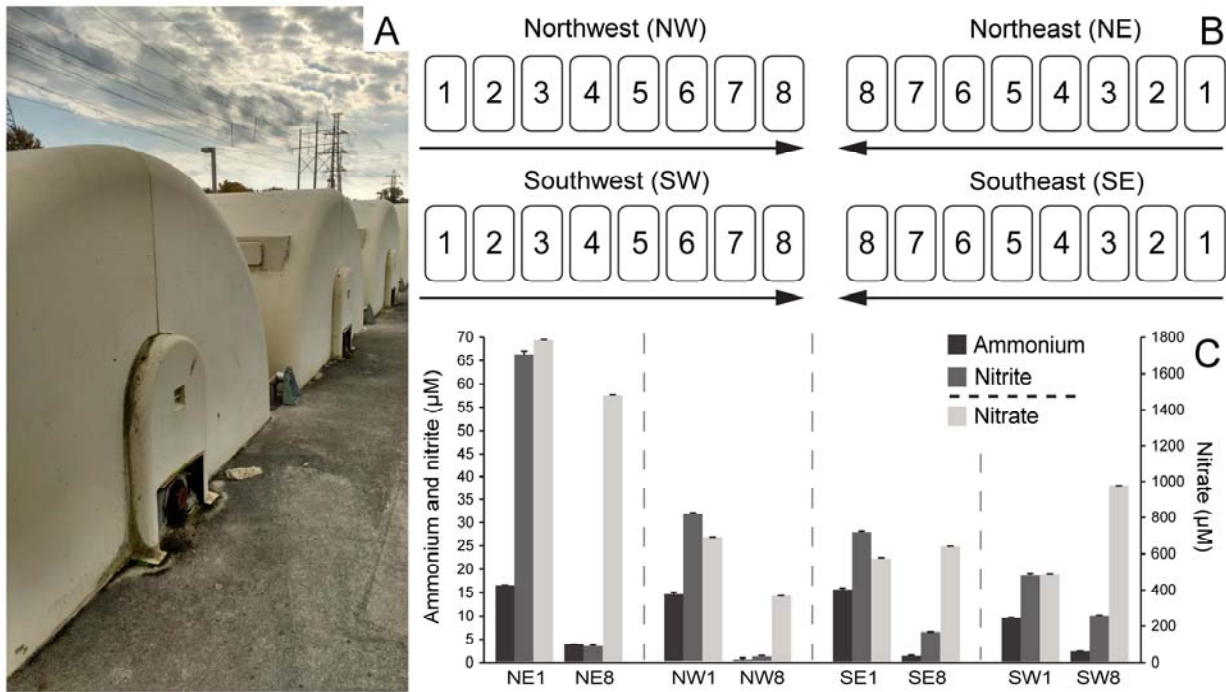 A
B
Northwest (NW)
Northeast (NE)
1 2 3 4 5 6 7 8
8 7 6 5 4 3 2 1
Southwest (SW)
Southeast (SE)
1 2 3 4 5 6 7 8
8 7 6 5 4 3 2 1
C
Ammonium and nitrite (μM)
70
65
60
55
50
45
40
35
30
25
20
15
10
5
0
Ammonium
Nitrite
Nitrate
1800
1600
1400
1200
1000
800
600
400
200
0
Nitrate (μM)
NE1 NE8 NW1 NW8 SE1 SE8 SW1 SW8